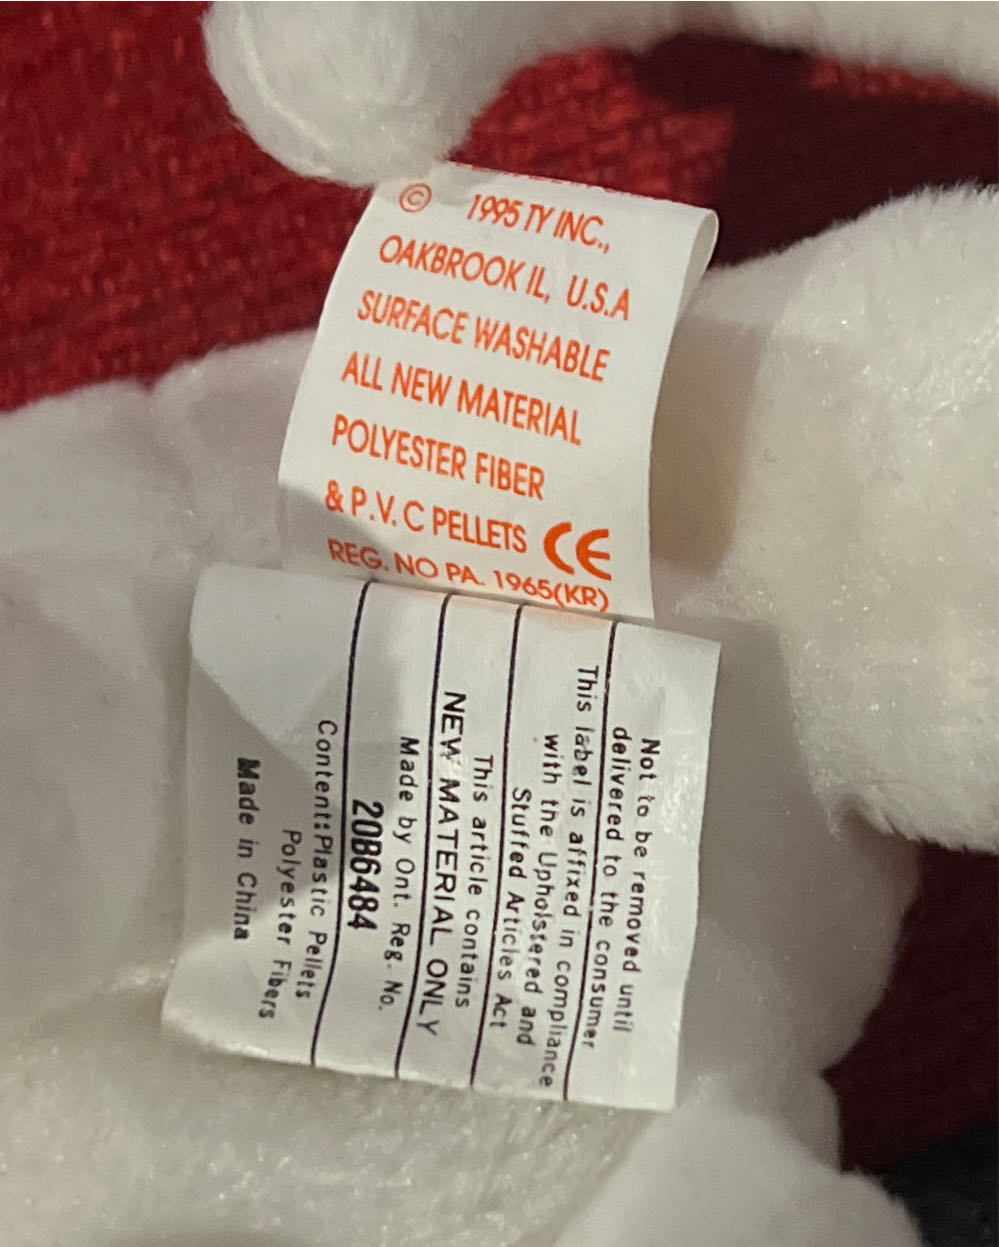 © 1995 TY INC.,
OAKBROOK IL, U.S.A
SURFACE WASHABLE
ALL NEW MATERIAL
POLYESTER FIBER
& P.V.C PELLETS CE
REG. NO PA. 1965(KR)
Not to be removed until
delivered to the consumer
This label is affixed in compliance
with the Upholstered and
Stuffed Articles Act
This article contains
NEW MATERIAL ONLY
Made by Ont. Reg. No.
20B6484
Content:Plastic Pellets
Polyester Fibers
Made in China